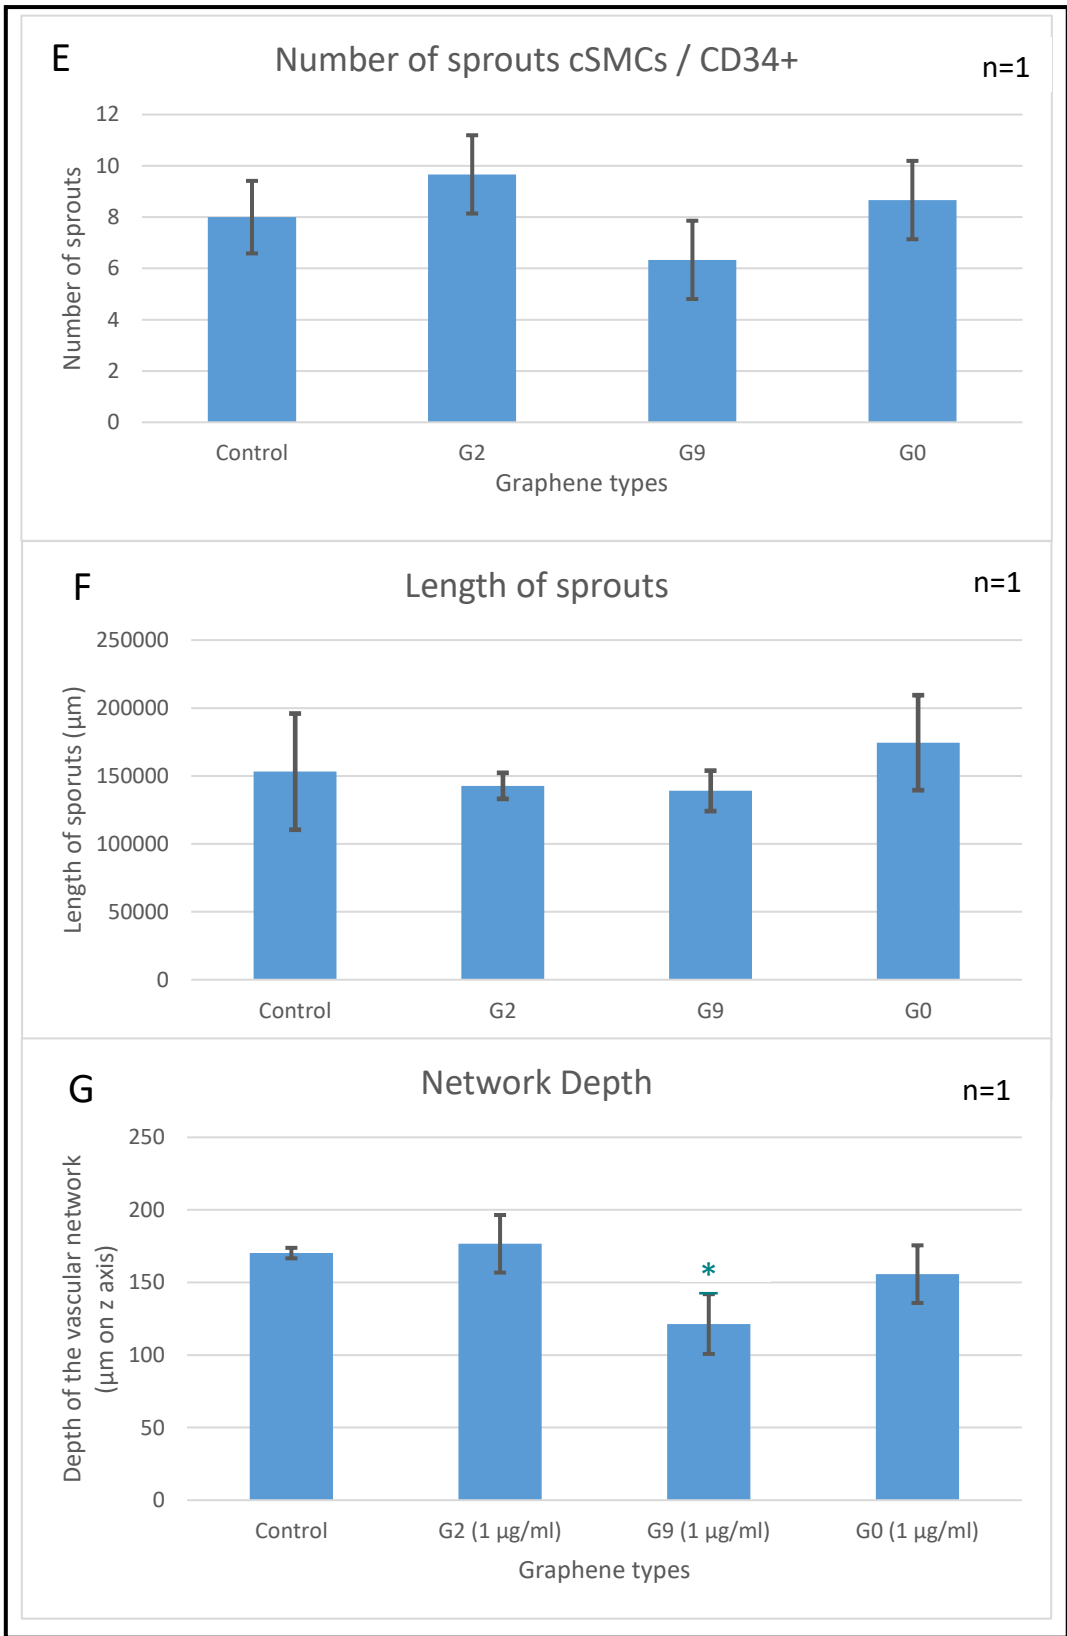 E
Number of sprouts cSMCs / CD34+
n=1
Number of sprouts
12
10
8
6
4
2
0
Control
G2
G9
G0
Graphene types
F
Length of sprouts
n=1
Length of sporuts (µm)
250000
200000
150000
100000
50000
0
Control
G2
G9
G0
G
Network Depth
n=1
Depth of the vascular network
(µm on z axis)
250
200
150
100
50
0
*
Control
G2 (1 µg/ml)
G9 (1 µg/ml)
G0 (1 µg/ml)
Graphene types